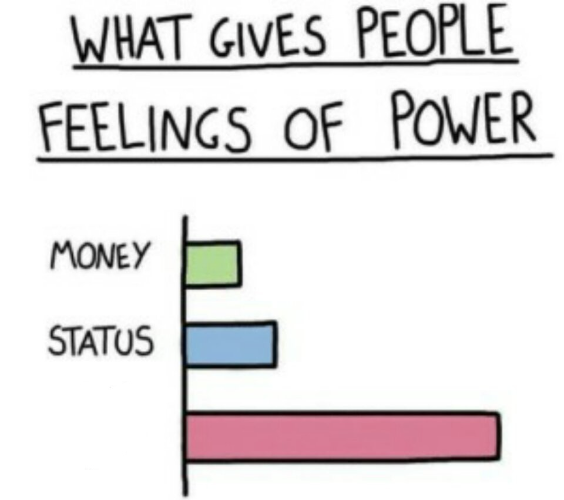 WHAT GIVES PEOPLE
FEELINGS OF POWER
MONEY
STATUS